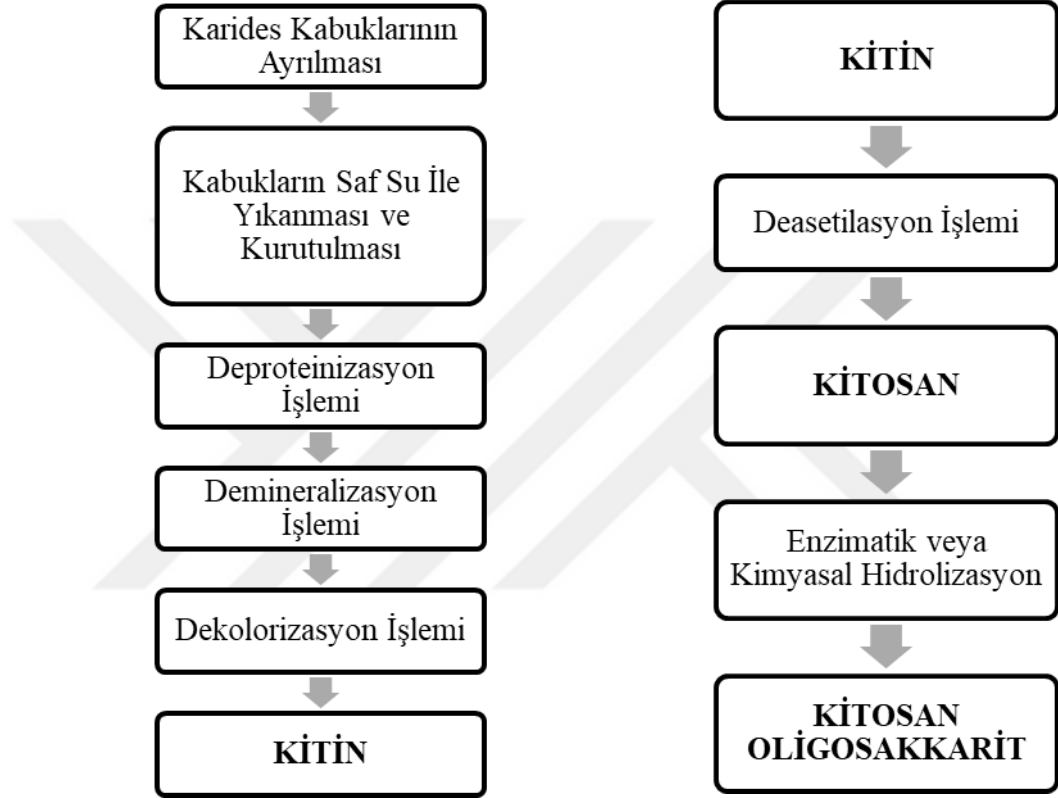 Karides Kabuklarının
Ayrılması
Kabukların Saf Su İle
Yıkanması ve
Kurutulması
Deproteinizasyon
İşlemi
Demineralizasyon
İşlemi
Dekolorizasyon İşlemi
KİTİN
KİTİN
Deasetilasyon İşlemi
KİTOSAN
Enzimatik veya
Kimyasal Hidrolizasyon
KİTOSAN
OLİGOSAKKARİT